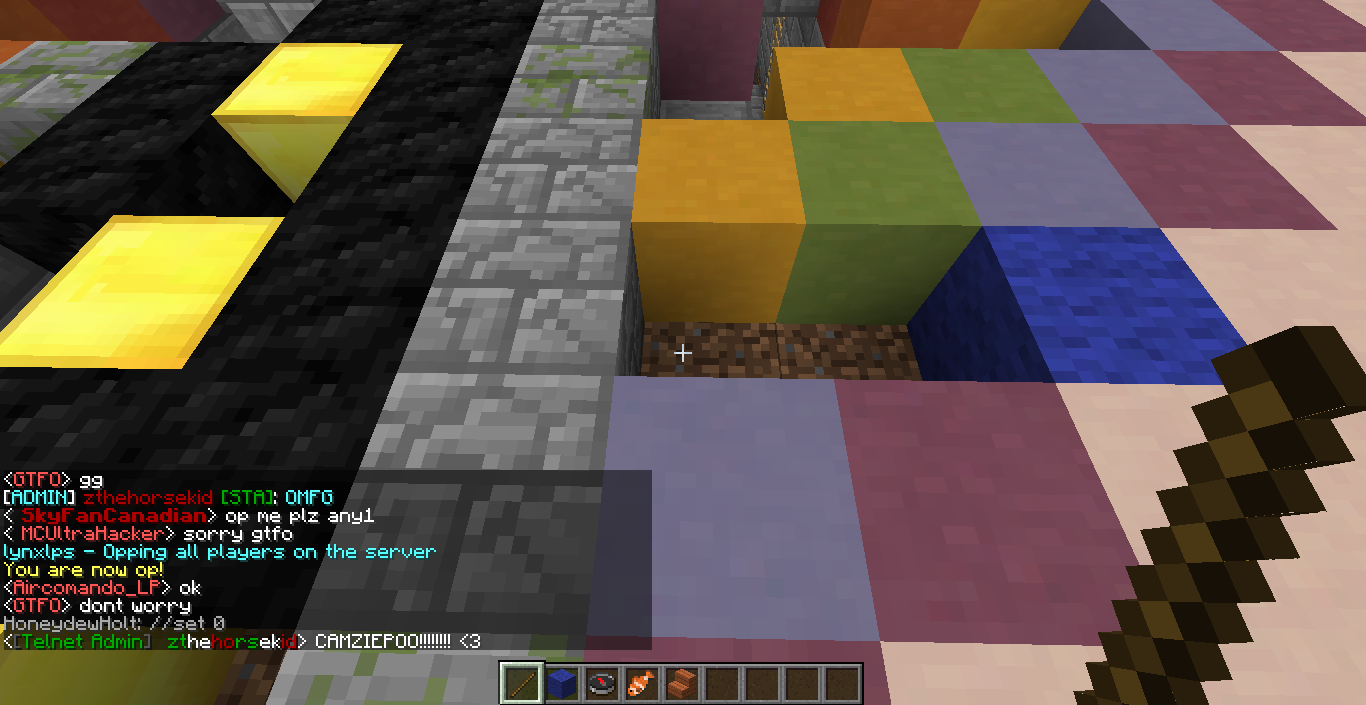 <GTFO> gg
[ADMIN] zthehorsekid [STA]: OMFG
< SkyFanCanadian> op me plz any1
< MCUltraHacker> sorry gtfo
lynxlps - Opping all players on the server
You are now op!
<Aircomando_LP> ok
<GTFO> dont worry
HoneydewHolt: //set 0
<[Telnet Admin] zthehorsekid> CAMZIEPOO!!!!!!!! <3